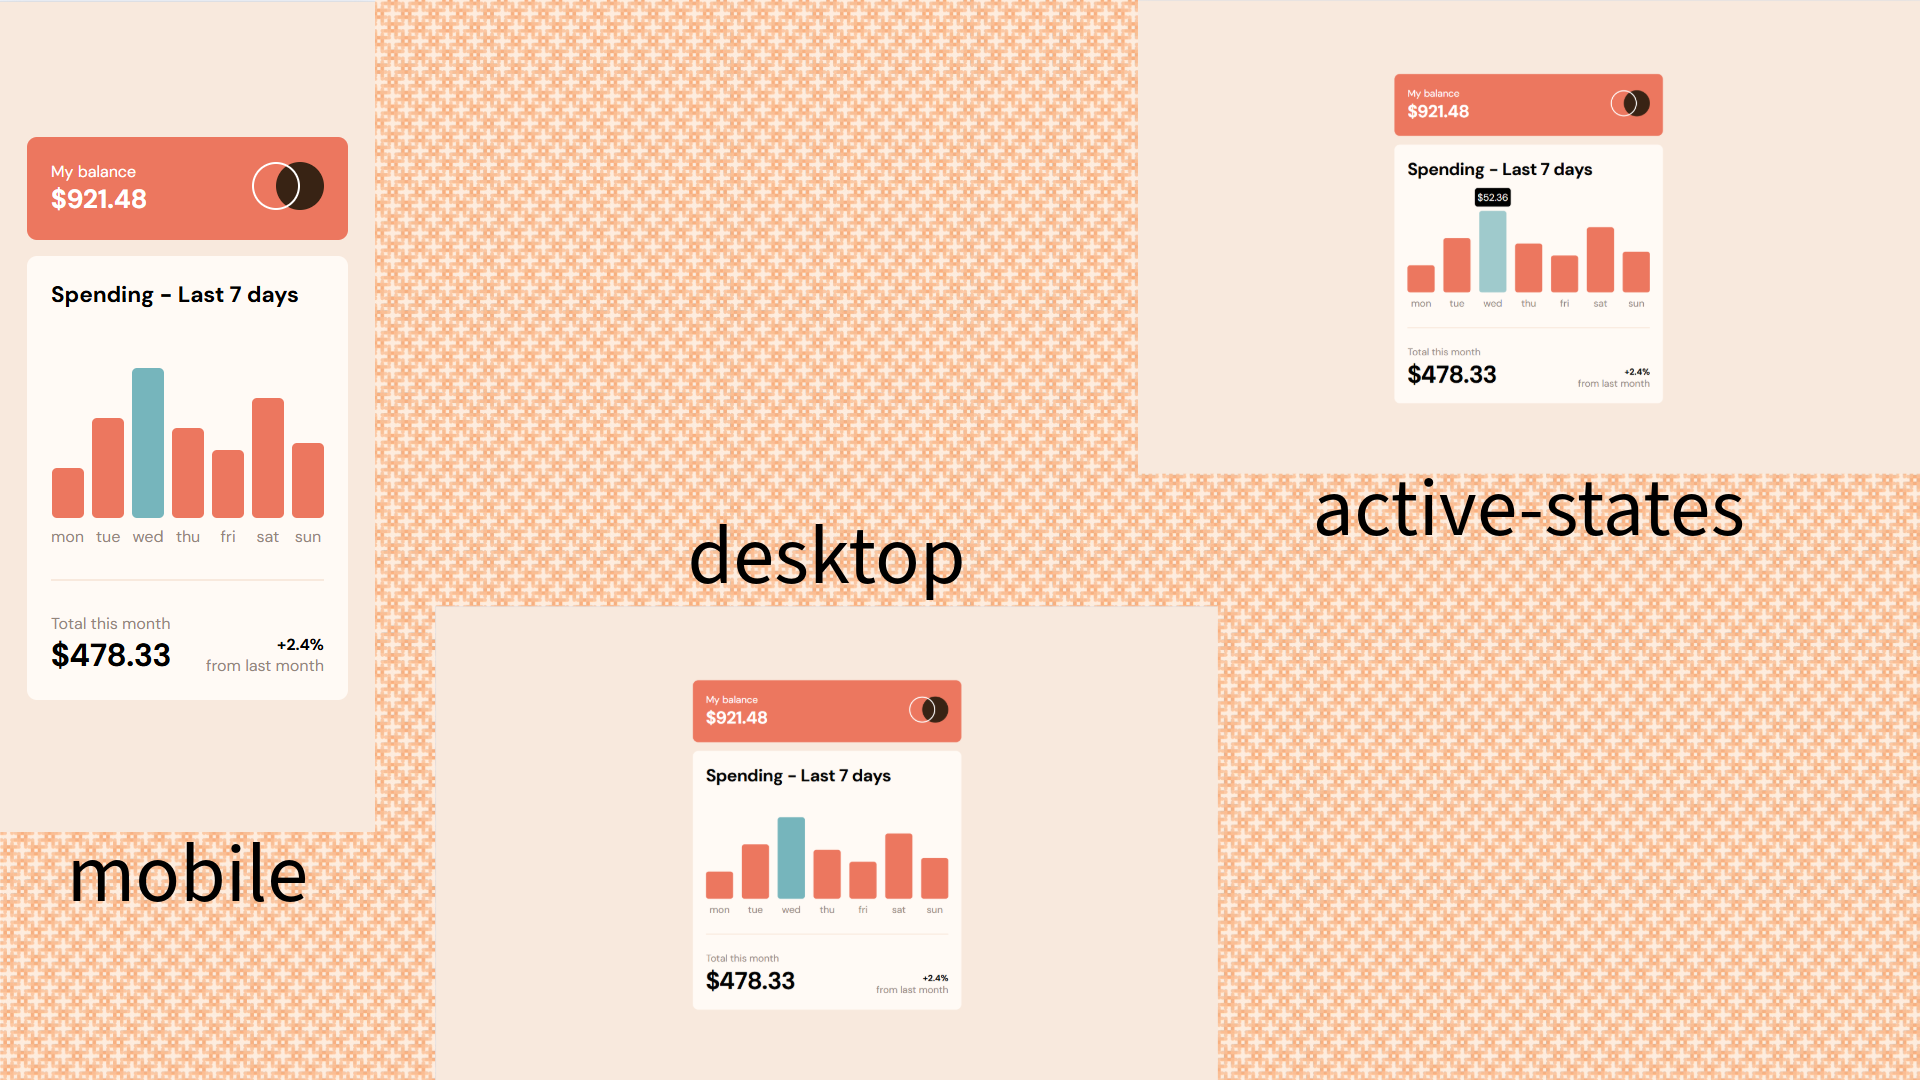 My balance
$921.48
Spending - Last 7 days
mon tue wed thu fri sat sun
Total this month
$478.33
+2.4%
from last month
mobile
desktop
My balance
$921.48
Spending - Last 7 days
mon tue wed thu fri sat sun
Total this month
$478.33
+2.4%
from last month
My balance
$921.48
Spending - Last 7 days
$52.36
mon tue wed thu fri sat sun
Total this month
$478.33
+2.4%
from last month
active-states